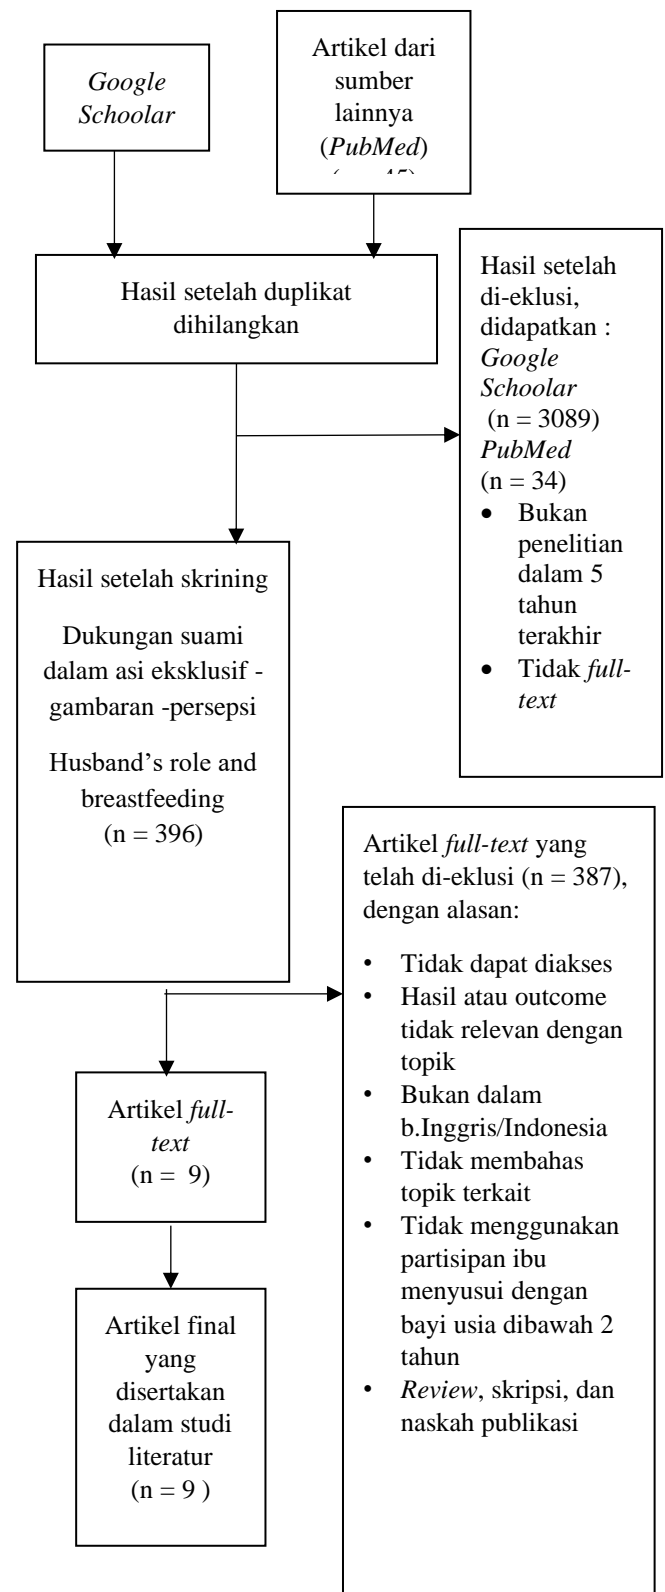 Google
Schoolar
Artikel dari
sumber
lainnya
(PubMed)
Hasil setelah duplikat
dihilangkan
Hasil setelah
di-eklusi,
didapatkan :
Google
Schoolar
(n = 3089)
PubMed
(n = 34)
• Bukan
penelitian
dalam 5
tahun
terakhir
• Tidak full-
text
Hasil setelah skrining
Dukungan suami
dalam asi eksklusif -
gambaran -persepsi
Husband’s role and
breastfeeding
(n = 396)
Artikel full-text yang
telah di-eklusi (n = 387),
dengan alasan:
• Tidak dapat diakses
• Hasil atau outcome
tidak relevan dengan
topik
• Bukan dalam
b.Inggris/Indonesia
• Tidak membahas
topik terkait
• Tidak menggunakan
partisipan ibu
menyusui dengan
bayi usia dibawah 2
tahun
• Review, skripsi, dan
naskah publikasi
Artikel full-
text
(n = 9)
Artikel final
yang
disertakan
dalam studi
literatur
(n = 9 )